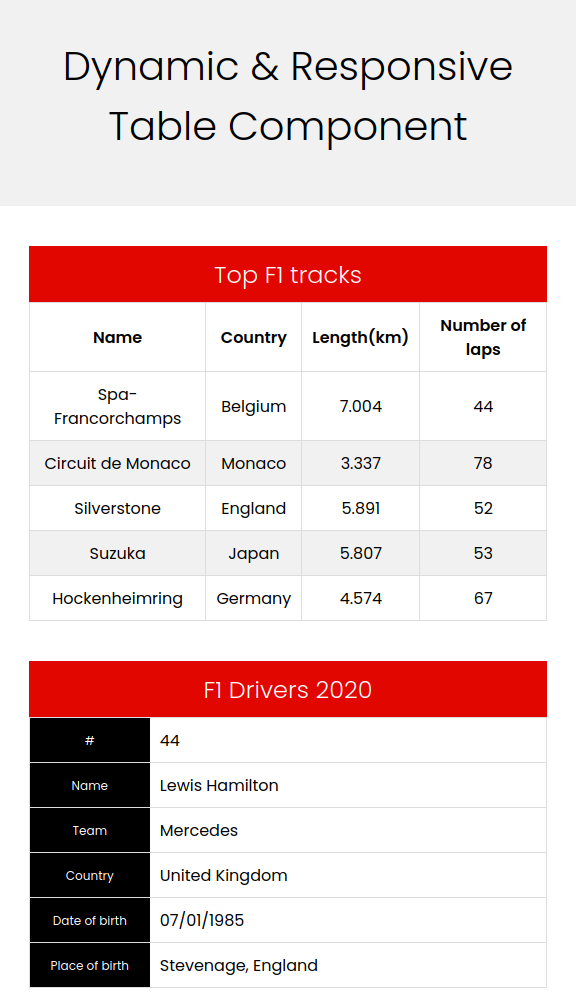 Dynamic & Responsive
Table Component
Top F1 tracks
Name Country Length(km) Number of laps
Spa-Francorchamps Belgium 7.004 44
Circuit de Monaco Monaco 3.337 78
Silverstone England 5.891 52
Suzuka Japan 5.807 53
Hockenheimring Germany 4.574 67
F1 Drivers 2020
# 44
Name Lewis Hamilton
Team Mercedes
Country United Kingdom
Date of birth 07/01/1985
Place of birth Stevenage, England